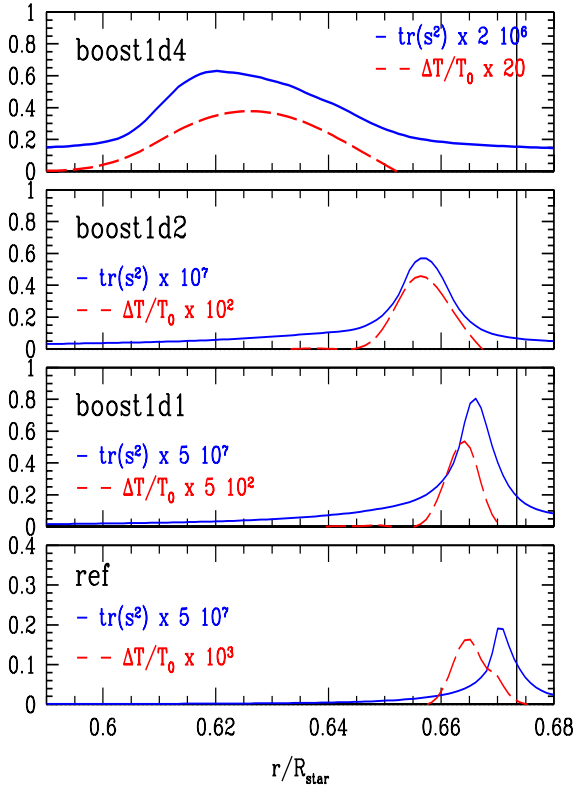 1
0.8
0.6
0.4
0.2
0
boost1d4
– tr(s²) x 2 10⁶
– – ΔT/T₀ x 20
0.8
0.6
0.4
0.2
0
boost1d2
– tr(s²) x 10⁷
– – ΔT/T₀ x 10²
1
0.8
0.6
0.4
0.2
0
boost1d1
– tr(s²) x 5 10⁷
– – ΔT/T₀ x 5 10²
0.4
0.3
0.2
0.1
0
ref
– tr(s²) x 5 10⁷
– – ΔT/T₀ x 10³
0.6 0.62 0.64 0.66 0.68
r/R_star